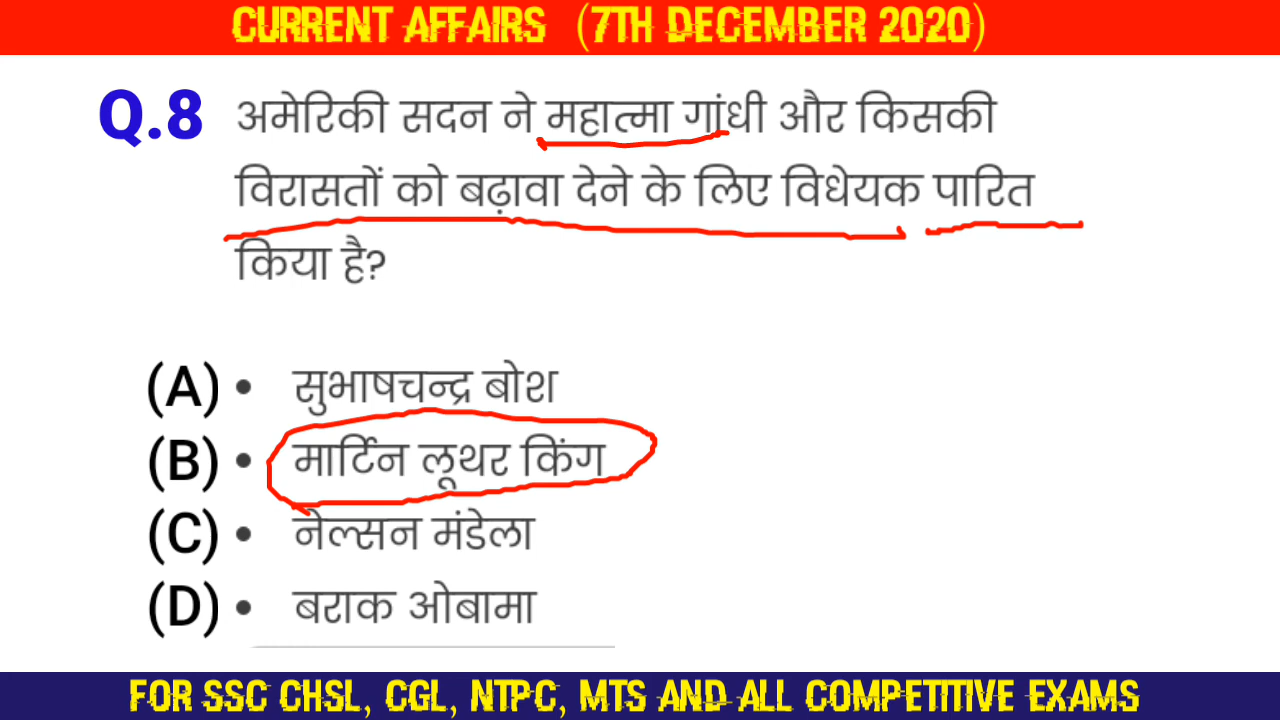 CURRENT AFFAIRS (7TH DECEMBER 2020)
Q.8 अमेरिकी सदन ने महात्मा गांधी और किसकी
विरासतों को बढ़ावा देने के लिए विधेयक पारित
किया है?
(A) • सुभाषचन्द्र बोश
(B) • मार्टिन लूथर किंग
(C) • नेल्सन मंडेला
(D) • बराक ओबामा
FOR SSC CHSL, CGL, NTPC, MTS AND ALL COMPETITIVE EXAMS